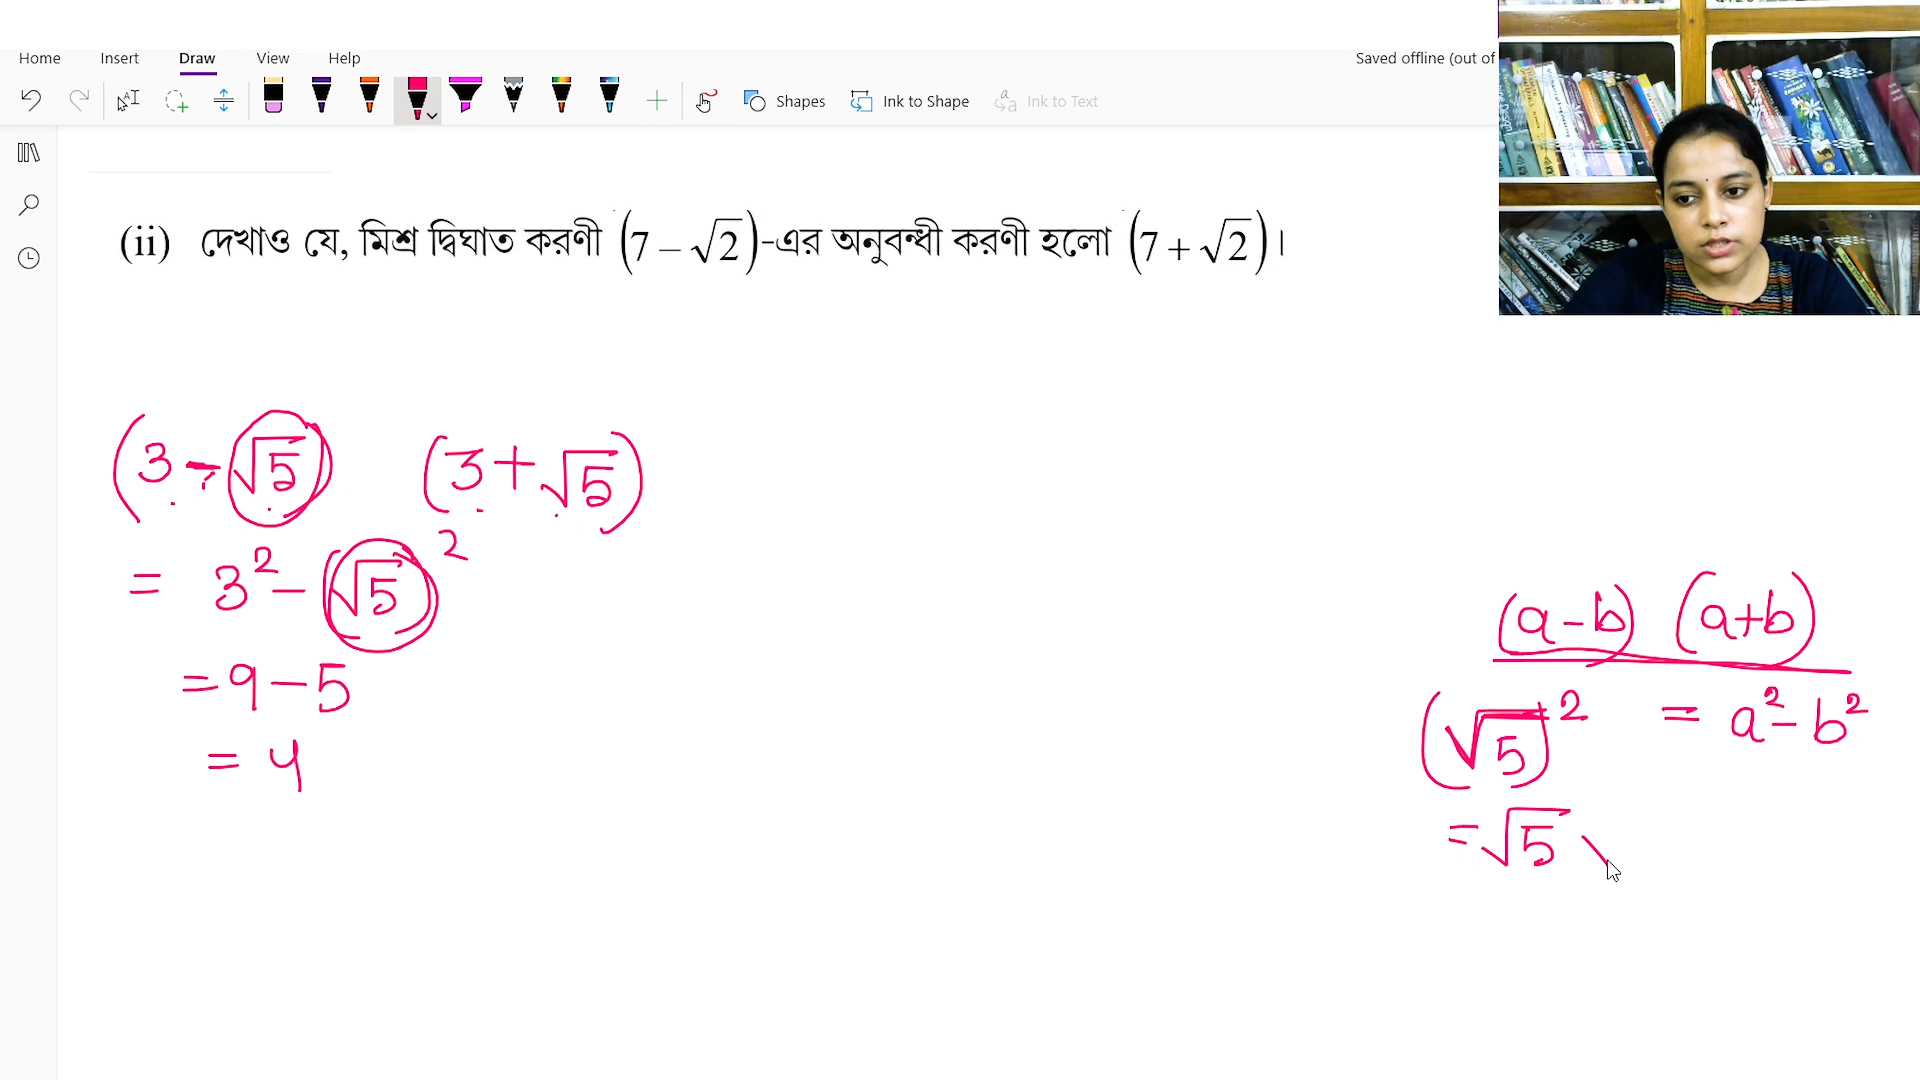 Home Insert Draw View Help Saved offline (out of
Shapes Ink to Shape Ink to Text
(ii) দেখাও যে, মিশ্র দ্বিঘাত করণী (7 – √2)-এর অনুবন্ধী করণী হলো (7 + √2)।
(3 - √5) (3 + √5)
= 3² - (√5)²
= 9 - 5
= 4
(a - b) (a + b)
= a² - b²
(√5)²
= √5